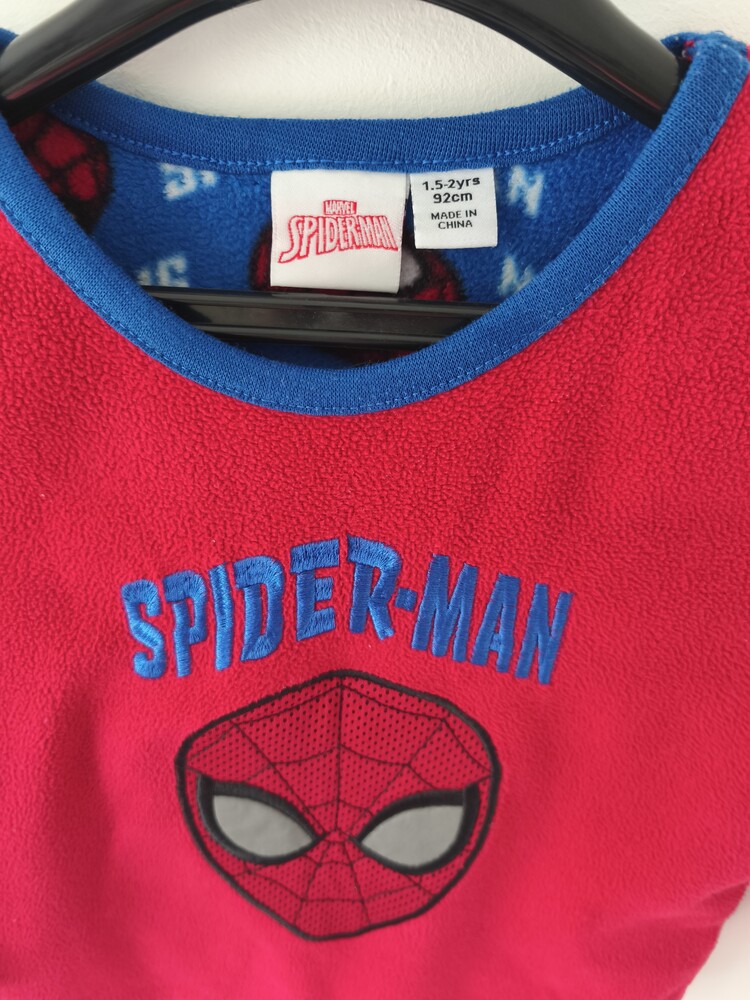 MARVEL
SPIDER-MAN
1.5-2yrs
92cm
MADE IN
CHINA
SPIDER-MAN